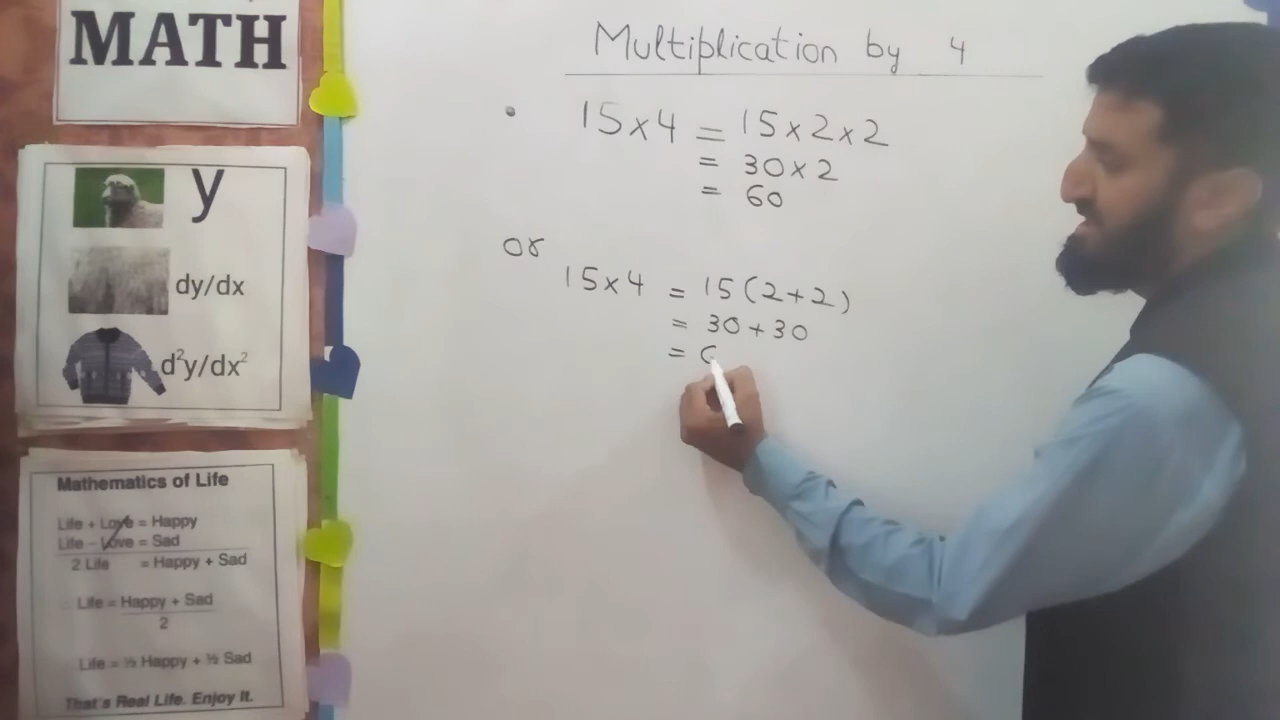 MATH
y
dy/dx
d²y/dx²
Mathematics of Life
Life + Love = Happy
Life - Love = Sad
2 Life = Happy + Sad
Life = Happy + Sad
2
Life = ½ Happy + ½ Sad
That's Real Life. Enjoy It.
Multiplication by 4
• 15×4 = 15×2×2
= 30×2
= 60
or
15×4 = 15(2+2)
= 30+30
=